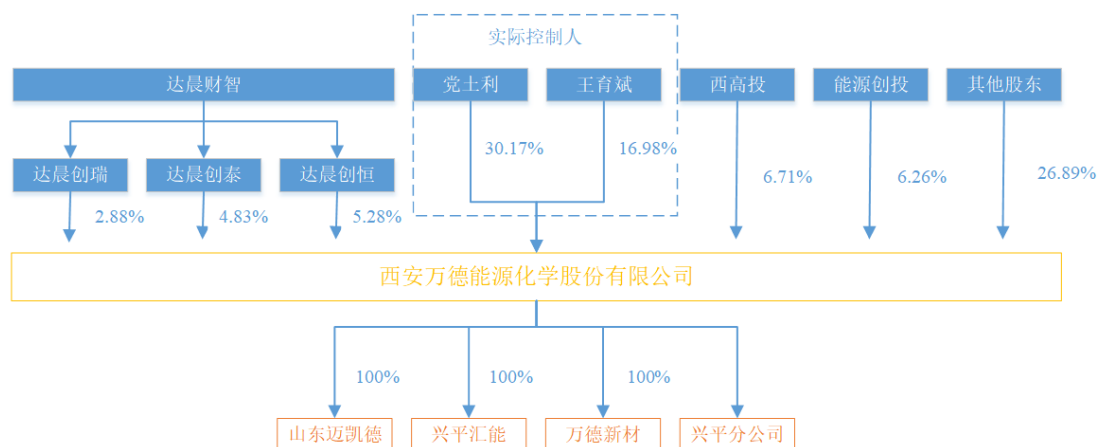 实际控制人
达晨财智
党土利
王育斌
西高投
能源创投
其他股东
30.17%
16.98%
达晨创瑞
达晨创泰
达晨创恒
6.71%
6.26%
26.89%
2.88%
4.83%
5.28%
西安万德能源化学股份有限公司
100%
100%
100%
山东迈凯德
兴平汇能
万德新材
兴平分公司